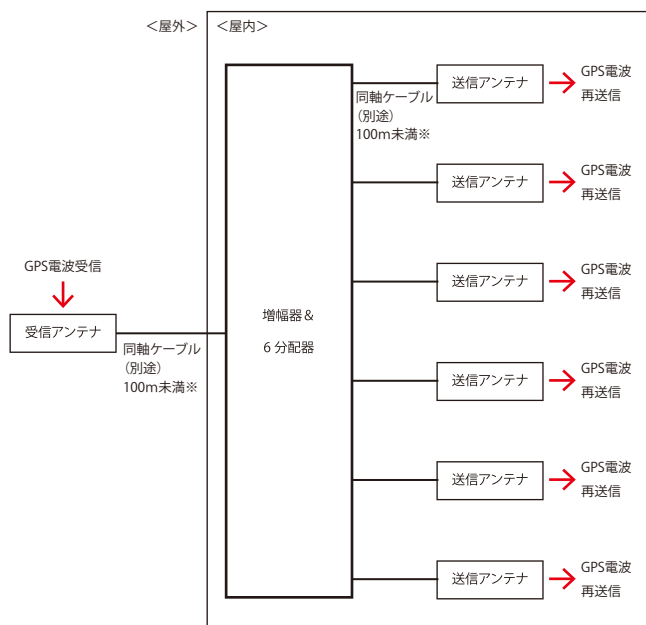 ＜屋外＞
＜屋内＞
GPS電波受信
受信アンテナ
同軸ケーブル
（別途）
100m未満※
増幅器＆
6 分配器
同軸ケーブル
（別途）
100m未満※
送信アンテナ
GPS電波
再送信
送信アンテナ
GPS電波
再送信
送信アンテナ
GPS電波
再送信
送信アンテナ
GPS電波
再送信
送信アンテナ
GPS電波
再送信
送信アンテナ
GPS電波
再送信